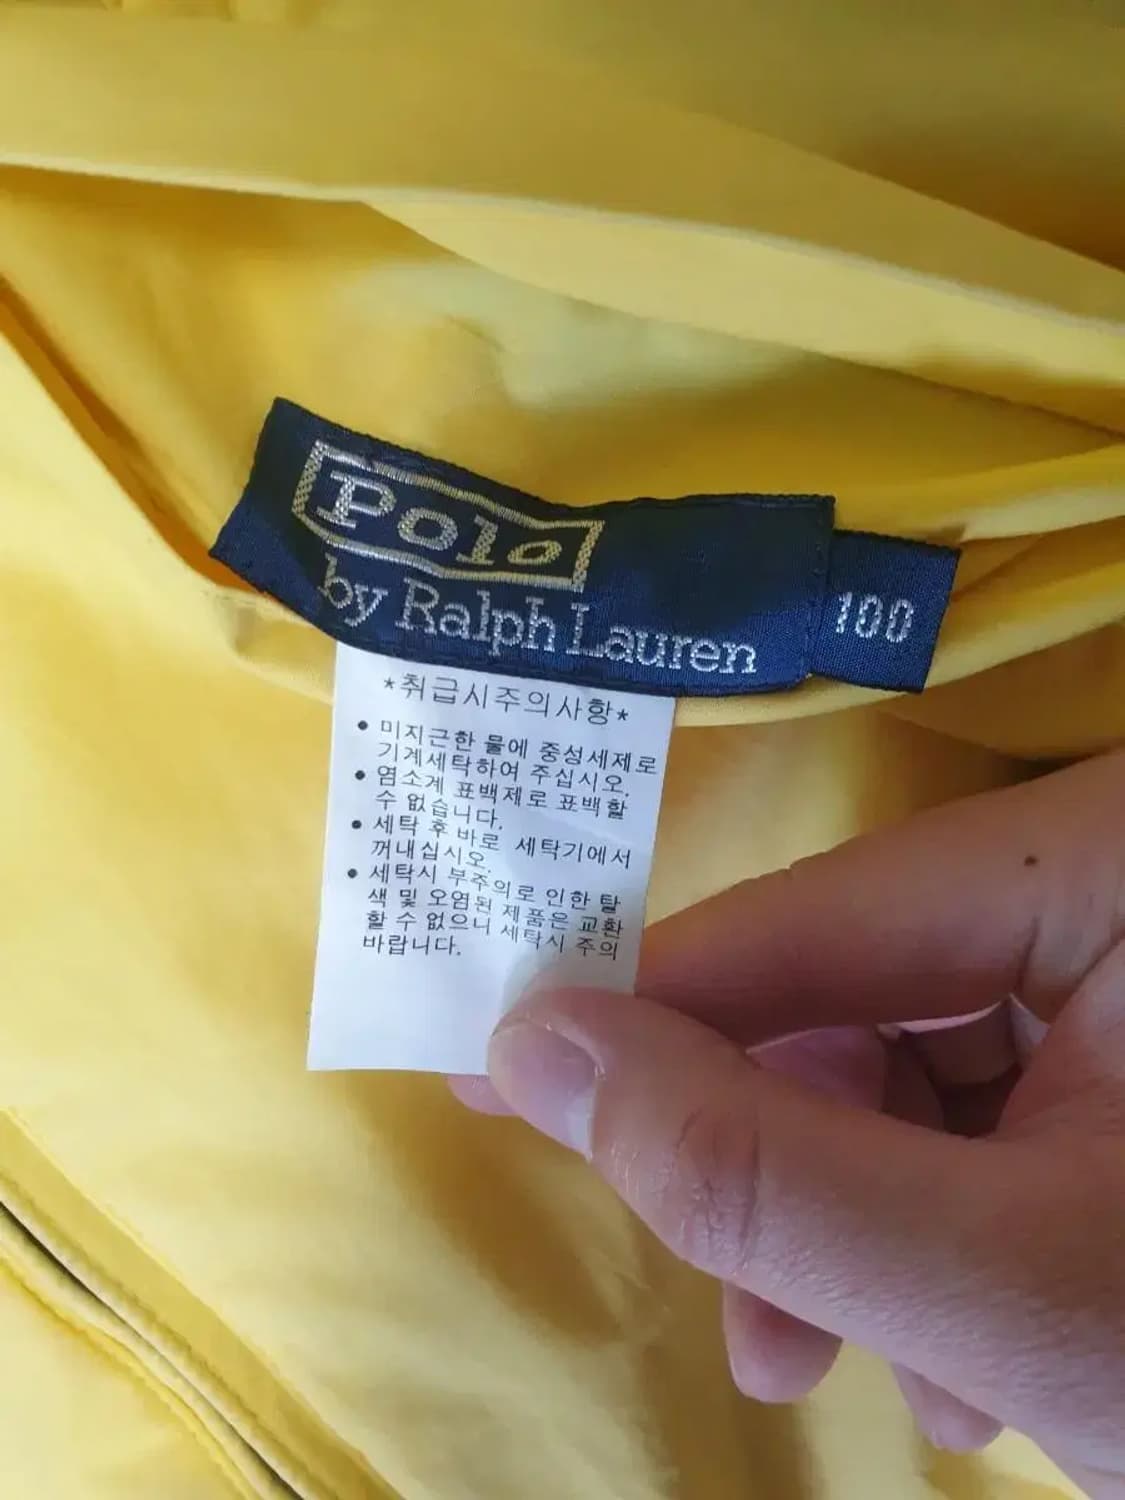 Polo
by Ralph Lauren
100
*취급시주의사항*
● 미지근한 물에 중성세제로
기계세탁하여 주십시오.
● 염소계 표백제로 표백할
수 없습니다.
● 세탁 후 바로 세탁기에서
꺼내십시오.
● 세탁시 부주의로 인한 탈
색 및 오염된 제품은 교환
할 수 없으니 세탁시 주의
바랍니다.